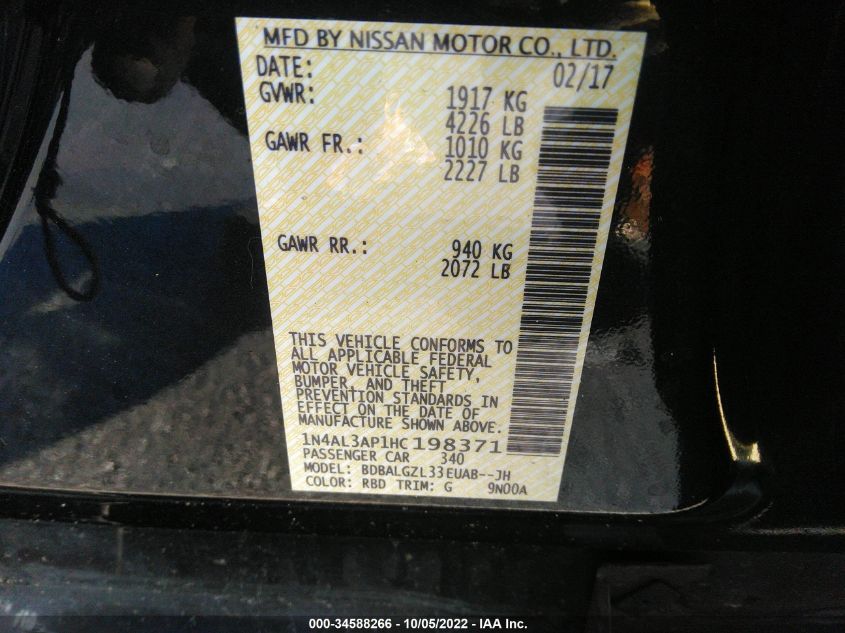 MFD BY NISSAN MOTOR CO., LTD.
DATE: 02/17
GVWR: 1917 KG
4226 LB
GAWR FR.: 1010 KG
2227 LB
GAWR RR.: 940 KG
2072 LB
THIS VEHICLE CONFORMS TO
ALL APPLICABLE FEDERAL
MOTOR VEHICLE SAFETY,
BUMPER, AND THEFT
PREVENTION STANDARDS IN
EFFECT ON THE DATE OF
MANUFACTURE SHOWN ABOVE.
1N4AL3AP1HC198371
PASSENGER CAR 340
MODEL: BDBALGZL33EUAB--JH
COLOR: RBD TRIM: G 9N00A
000-34588266 - 10/05/2022 - IAA Inc.